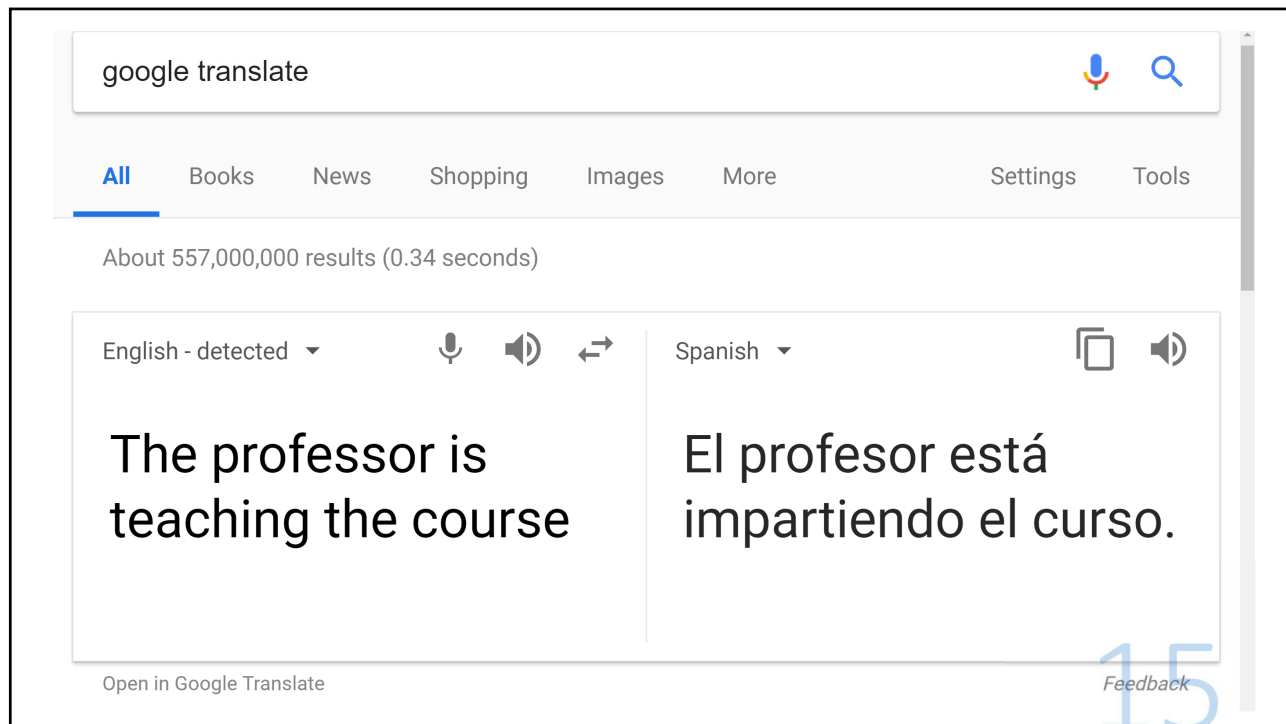 google translate
All Books News Shopping Images More Settings Tools
About 557,000,000 results (0.34 seconds)
English - detected Spanish
The professor is
teaching the course
El profesor está
impartiendo el curso.
Open in Google Translate Feedback
15